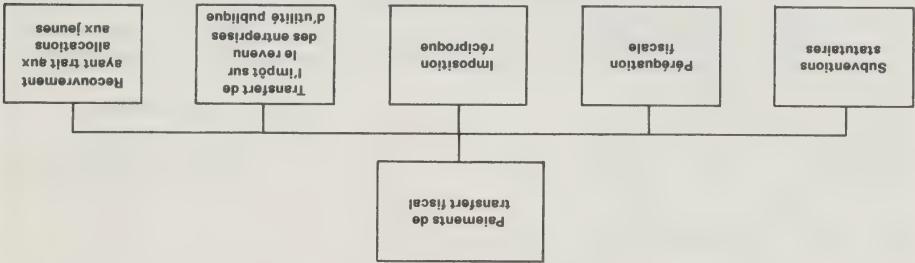 Paiements de
transfert fiscal
Subventions
statutaires
Péréquation
fiscale
Imposition
réciproque
Transfert de
l'impôt sur
le revenu
des entreprises
d'utilité publique
Recouvrement
ayant trait aux
allocations
aux jeunes